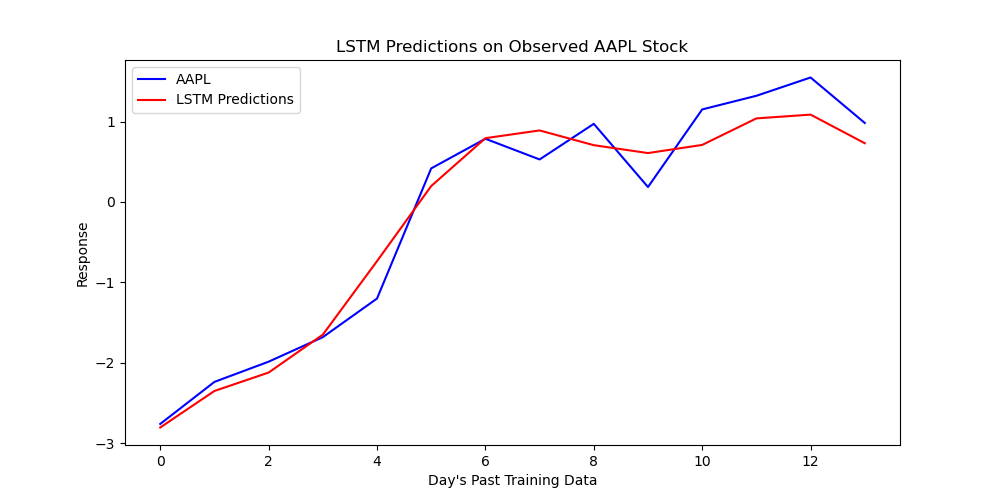 LSTM Predictions on Observed AAPL Stock
AAPL
LSTM Predictions
1
0
−1
−2
−3
Response
0 2 4 6 8 10 12
Day's Past Training Data